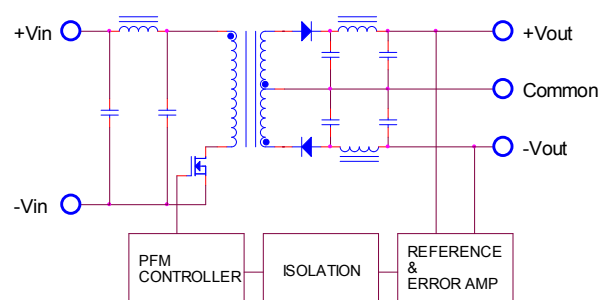 +Vin
+Vout
Common
-Vout
-Vin
PFM
CONTROLLER
ISOLATION
REFERENCE
&
ERROR AMP